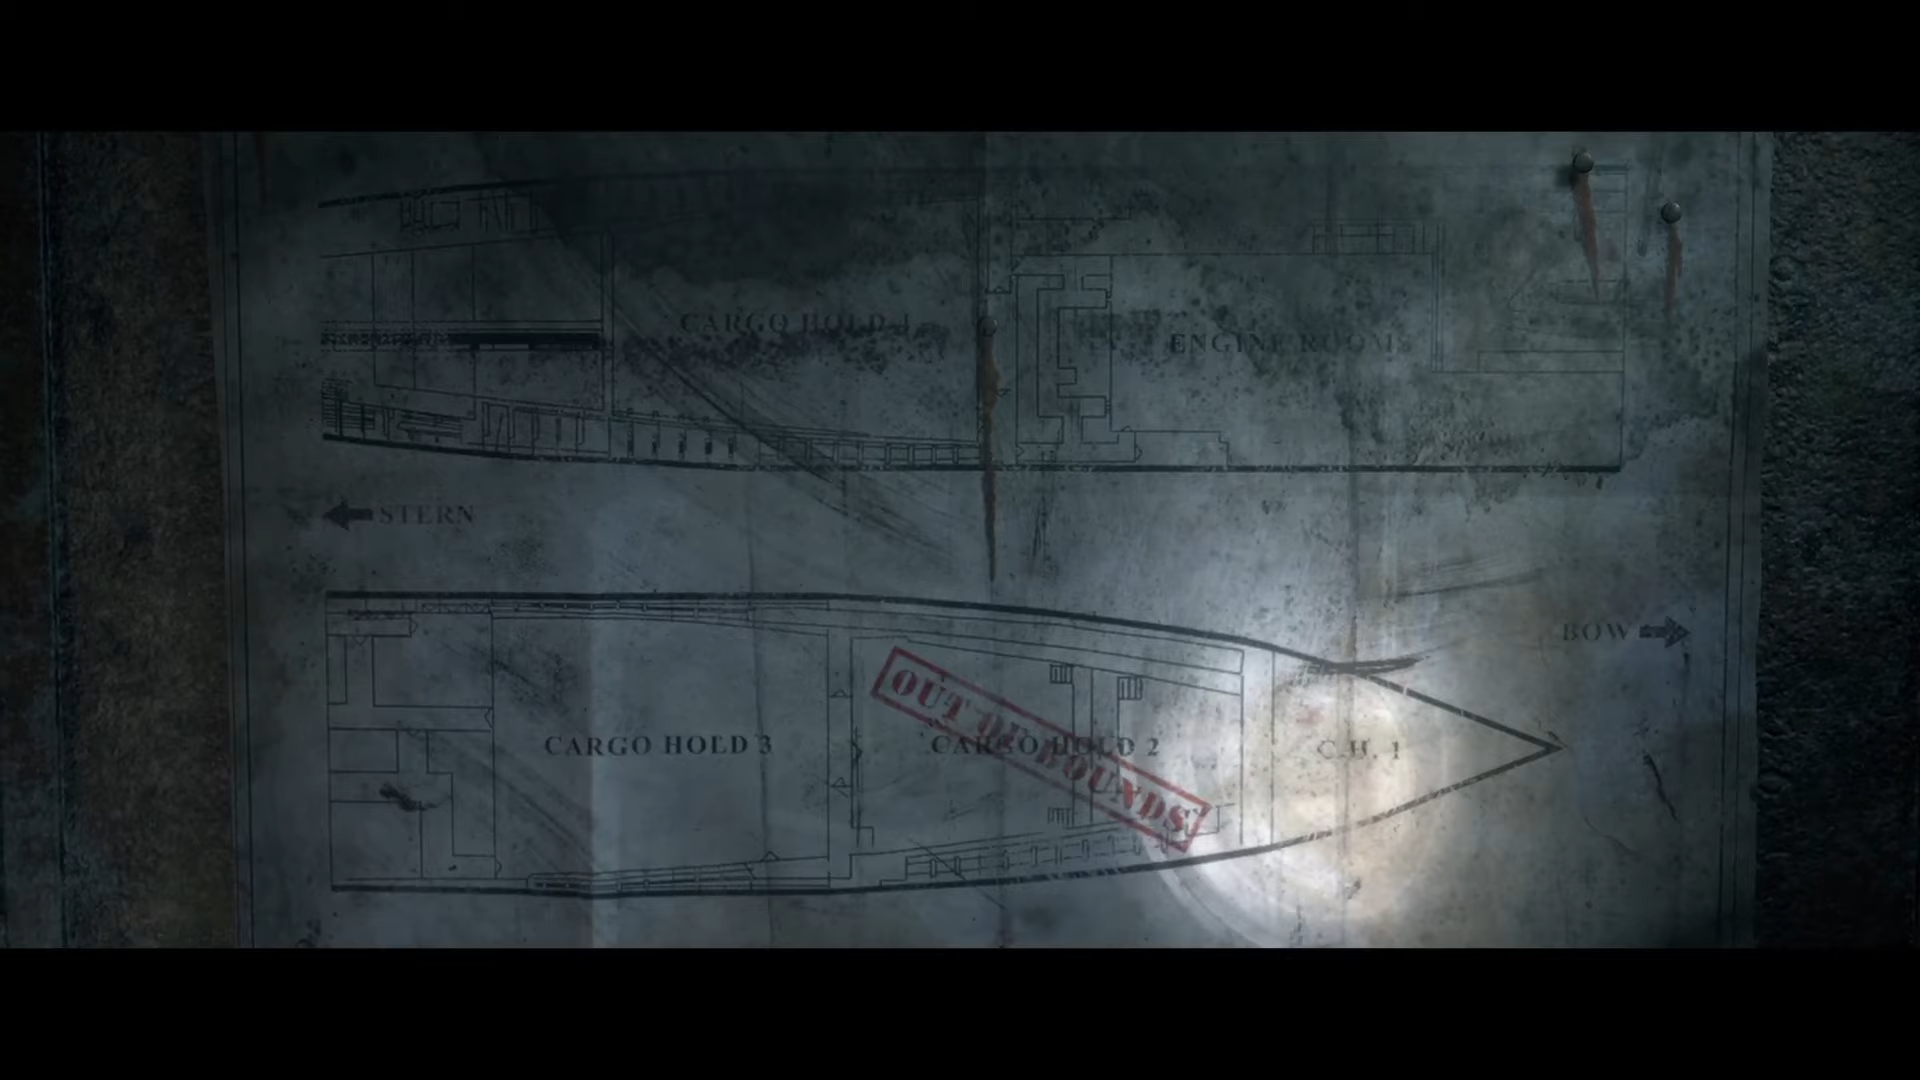 CARGO HOLD 4
ENGINE ROOMS
STERN
BOW
OUT OF BOUNDS
CARGO HOLD 3
CARGO HOLD 2
C.H. 1